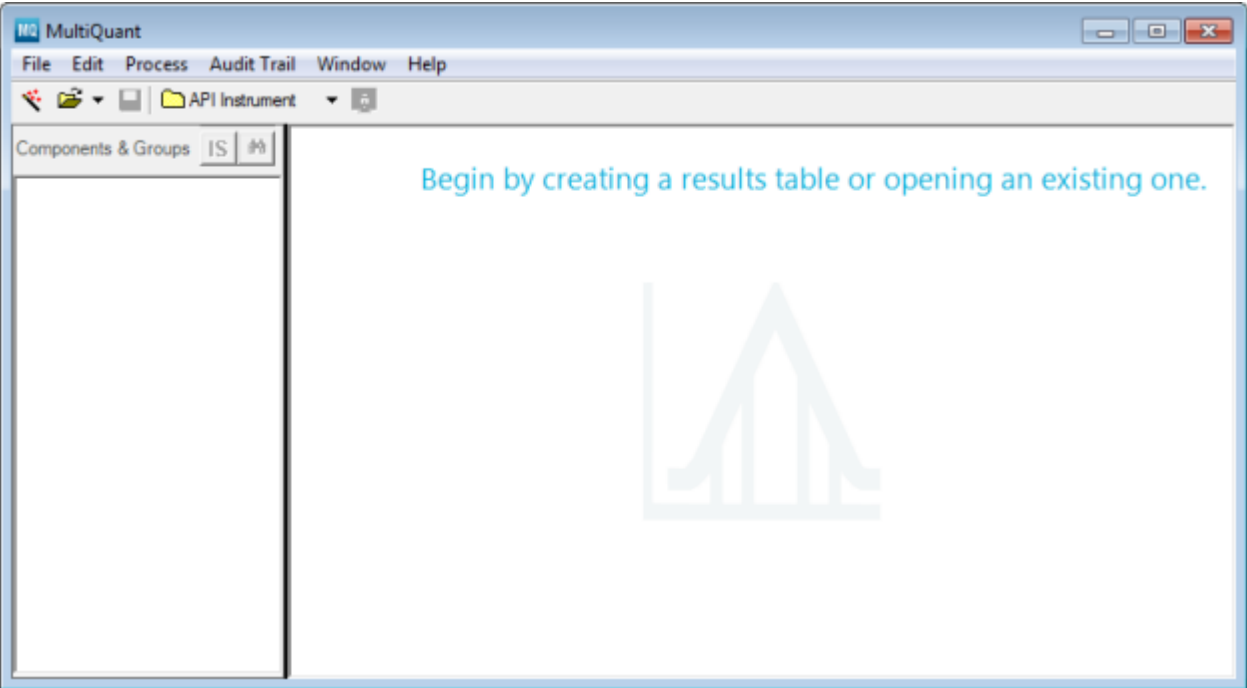 MQ MultiQuant
File Edit Process Audit Trail Window Help
API Instrument
Components & Groups IS
Begin by creating a results table or opening an existing one.